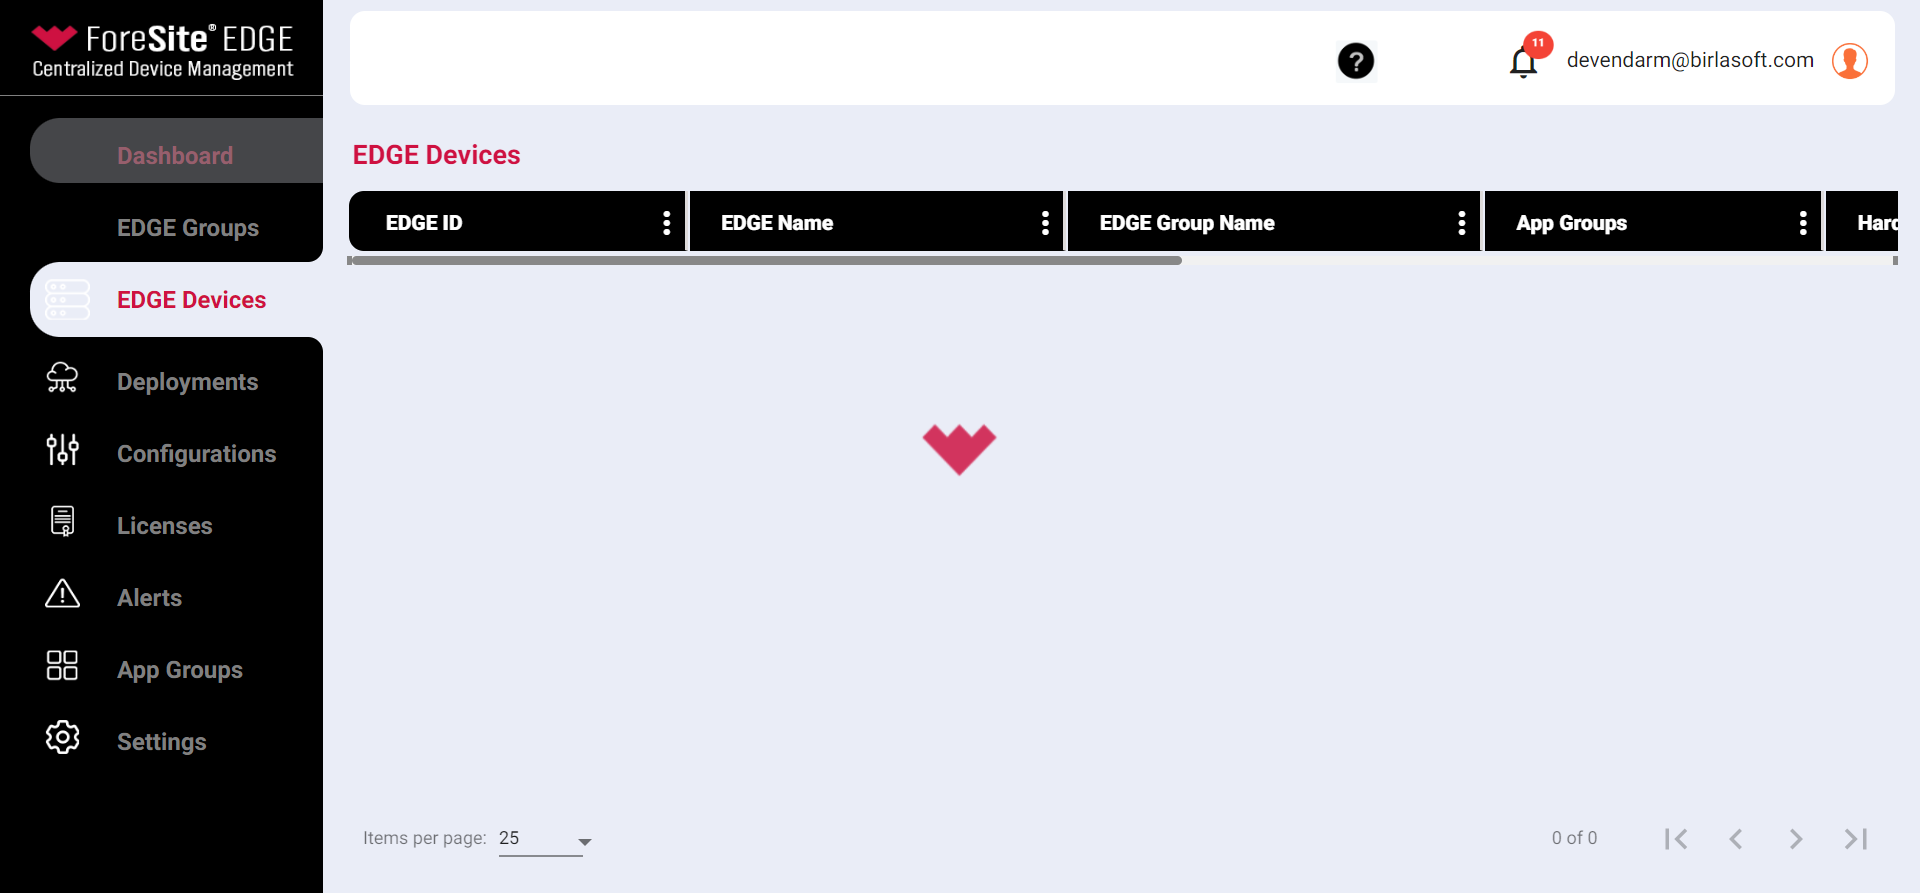 ForeSite® EDGE
Centralized Device Management
?
11
devendarm@birlasoft.com
Dashboard
EDGE Groups
EDGE Devices
Deployments
Configurations
Licenses
Alerts
App Groups
Settings
EDGE Devices
EDGE ID
EDGE Name
EDGE Group Name
App Groups
Hard
Items per page: 25
0 of 0